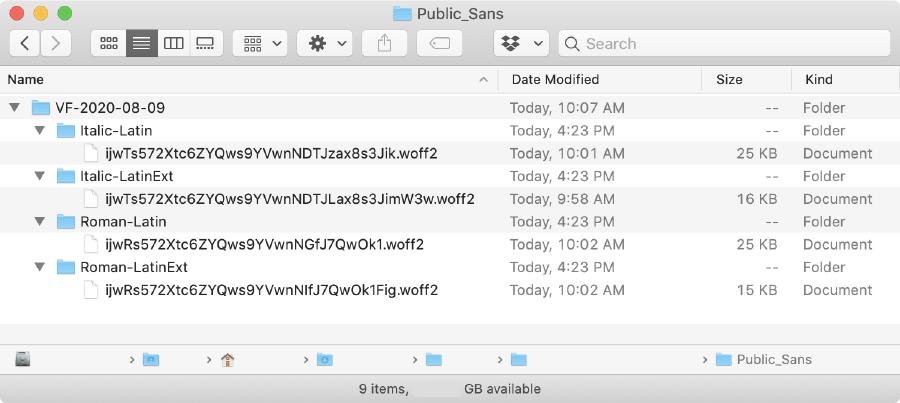 Public_Sans
Search
Name Date Modified Size Kind
VF-2020-08-09 Today, 10:07 AM -- Folder
Italic-Latin Today, 4:23 PM -- Folder
ijwTs572Xtc6ZYQws9YVwnNDTJzax8s3Jik.woff2 Today, 10:01 AM 25 KB Document
Italic-LatinExt Today, 4:23 PM -- Folder
ijwTs572Xtc6ZYQws9YVwnNDTJLax8s3JimW3w.woff2 Today, 9:58 AM 16 KB Document
Roman-Latin Today, 4:23 PM -- Folder
ijwRs572Xtc6ZYQws9YVwnNGfJ7QwOk1.woff2 Today, 10:02 AM 25 KB Document
Roman-LatinExt Today, 4:23 PM -- Folder
ijwRs572Xtc6ZYQws9YVwnNIfJ7QwOk1Fig.woff2 Today, 10:02 AM 15 KB Document
Public_Sans
9 items, GB available